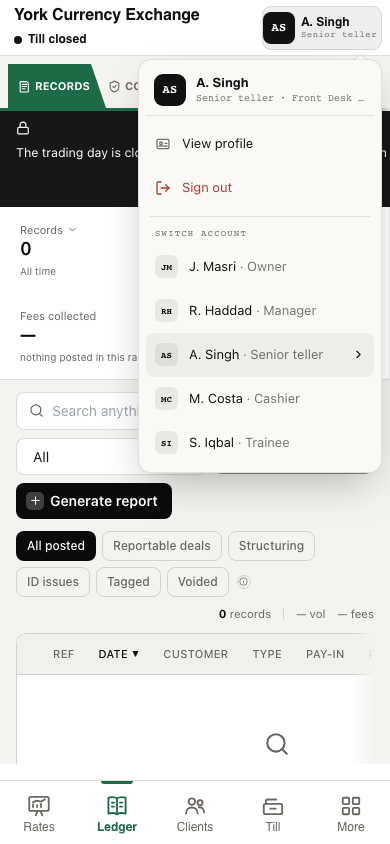 York Currency Exchange
Till closed
AS
A. Singh
Senior teller
RECORDS
The trading day is clo
Records
0
All time
Fees collected
—
nothing posted in this ra
AS
A. Singh
Senior teller • Front Desk …
View profile
Sign out
SWITCH ACCOUNT
JM J. Masri · Owner
RH R. Haddad · Manager
AS A. Singh · Senior teller
MC M. Costa · Cashier
SI S. Iqbal · Trainee
Search anythi
All
Generate report
All posted Reportable deals Structuring
ID issues Tagged Voided
0 records — vol — fees
REF DATE ▼ CUSTOMER TYPE PAY-IN
Rates Ledger Clients Till More